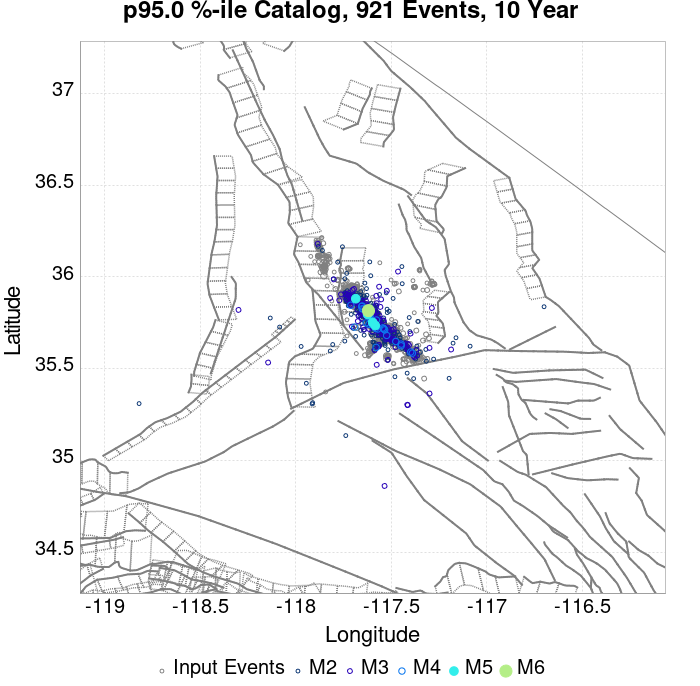 p95.0 %-ile Catalog, 921 Events, 10 Year
37
36.5
36
35.5
35
34.5
Latitude
-119
-118.5
-118
-117.5
-117
-116.5
Longitude
Input Events
M2
M3
M4
M5
M6